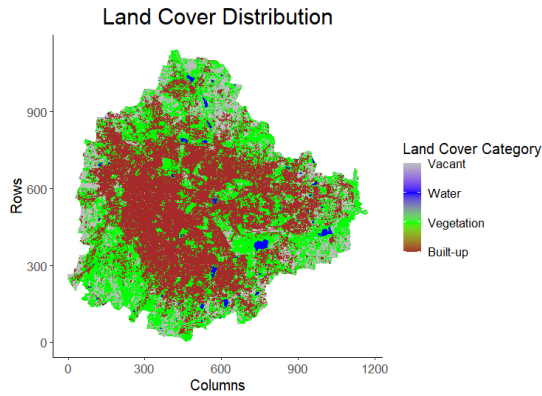 Land Cover Distribution
Rows
900
600
300
0
0 300 600 900 1200
Columns
Land Cover Category
Vacant
Water
Vegetation
Built-up